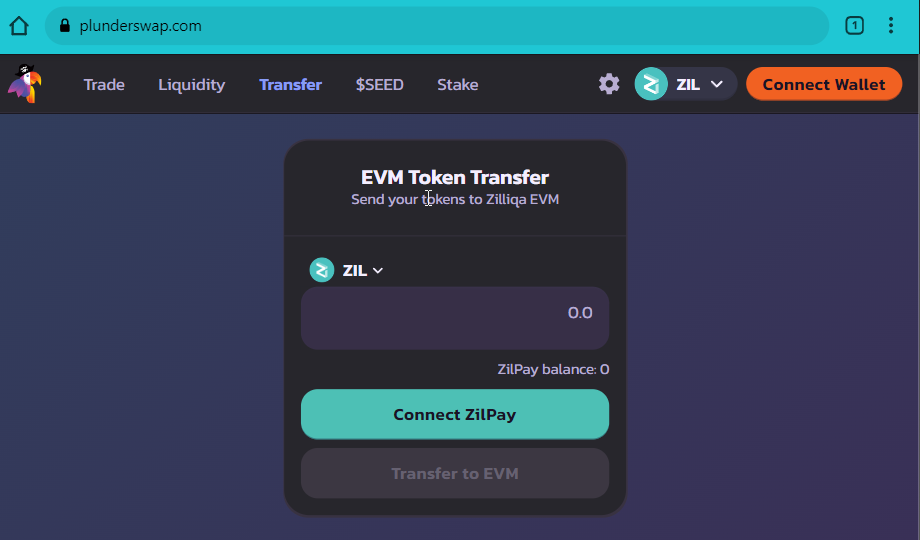 plunderswap.com
1
Trade
Liquidity
Transfer
$SEED
Stake
ZIL
Connect Wallet
EVM Token Transfer
Send your tokens to Zilliqa EVM
ZIL
0.0
ZilPay balance: 0
Connect ZilPay
Transfer to EVM